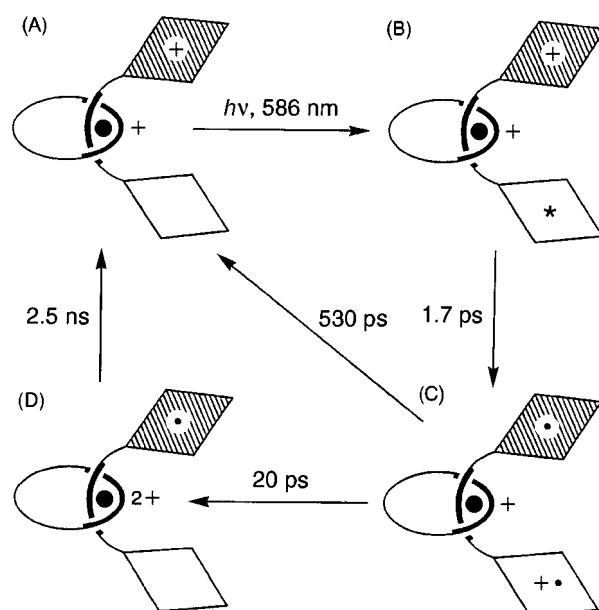 (A)
+
+
hν, 586 nm
(B)
+
+
*
2.5 ns
530 ps
1.7 ps
(D)
•
2+
20 ps
(C)
•
+
+ •